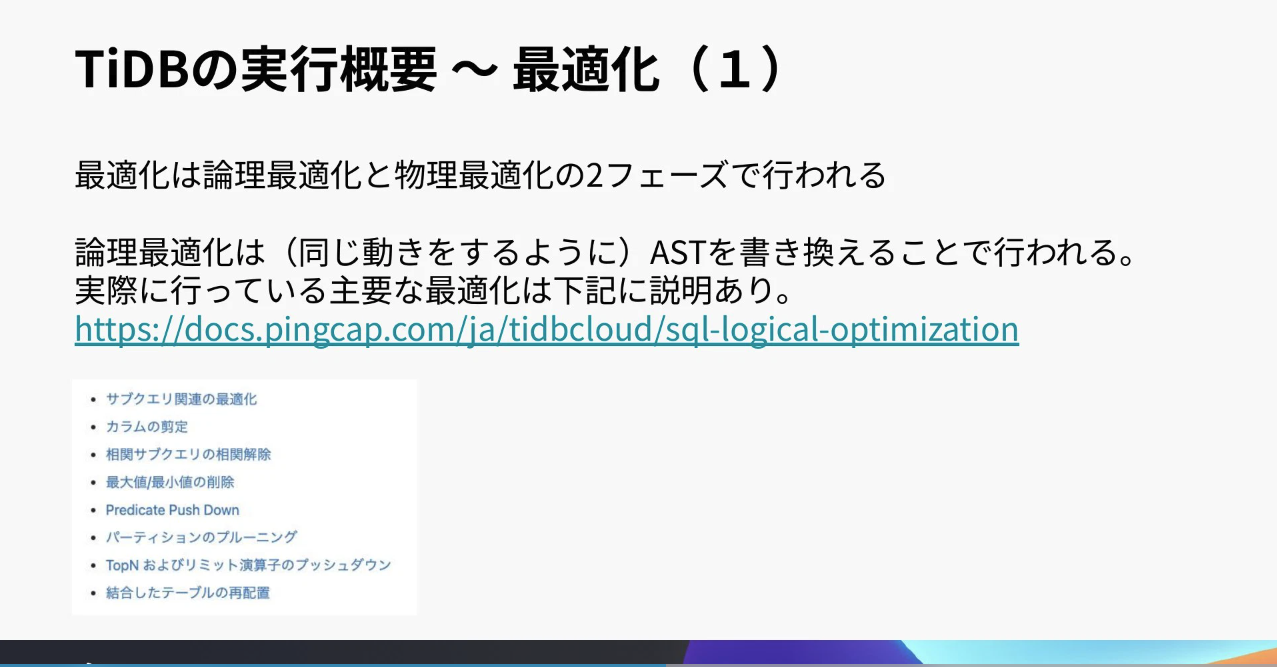 TiDBの実行概要 ～ 最適化（１）
最適化は論理最適化と物理最適化の2フェーズで行われる
論理最適化は（同じ動きをするように）ASTを書き換えることで行われる。
実際に行っている主要な最適化は下記に説明あり。
https://docs.pingcap.com/ja/tidbcloud/sql-logical-optimization
• サブクエリ関連の最適化
• カラムの剪定
• 相関サブクエリの相関解除
• 最大値/最小値の削除
• Predicate Push Down
• パーティションのプルーニング
• TopN およびリミット演算子のプッシュダウン
• 結合したテーブルの再配置